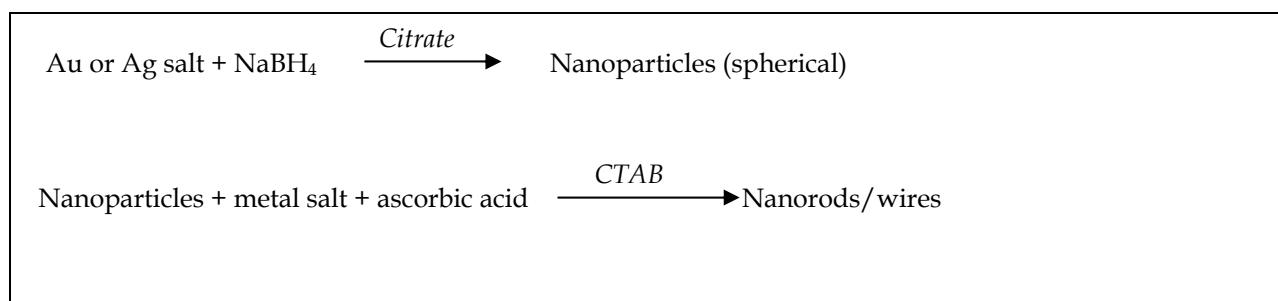 Citrate
Au or Ag salt + NaBH₄ Nanoparticles (spherical)
CTAB
Nanoparticles + metal salt + ascorbic acid Nanorods/wires